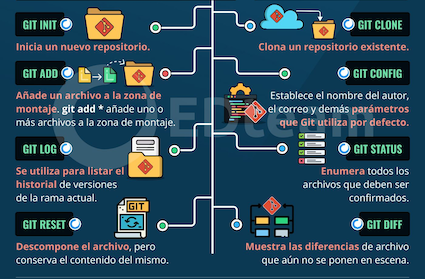 GIT INIT
Inicia un nuevo repositorio.
GIT CLONE
Clona un repositorio existente.
GIT ADD
Añade un archivo a la zona de
montaje. git add * añade uno o
más archivos a la zona de montaje.
GIT CONFIG
Establece el nombre del autor,
el correo y demás parámetros
que Git utiliza por defecto.
GIT LOG
Se utiliza para listar el
historial de versiones
de la rama actual.
GIT STATUS
Enumera todos los
archivos que deben ser
confirmados.
GIT RESET
GIT
Descompone el archivo, pero
conserva el contenido del mismo.
GIT DIFF
Muestra las diferencias de archivo
que aún no se ponen en escena.
EDteam